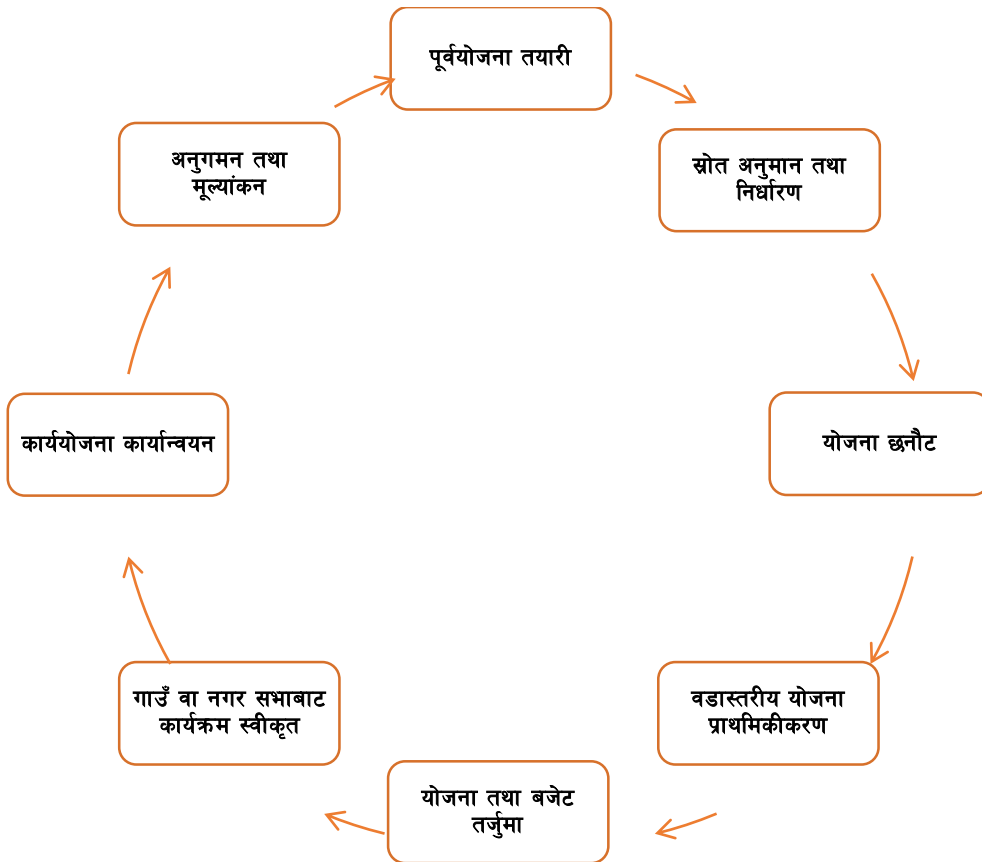 पूर्वयोजना तयारी
स्रोत अनुमान तथा
निर्धारण
योजना छनौट
वडास्तरीय योजना
प्राथमिकीकरण
योजना तथा बजेट
तर्जुमा
गाउँ वा नगर सभाबाट
कार्यक्रम स्वीकृत
कार्ययोजना कार्यान्वयन
अनुगमन तथा
मूल्यांकन